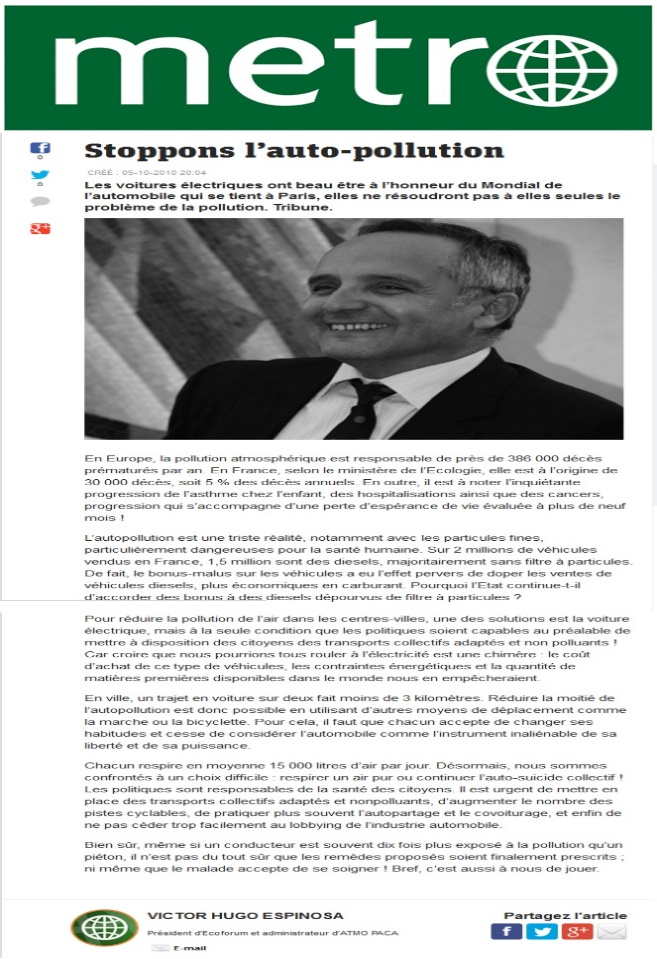 metro
Stoppons l'auto-pollution
CRÉÉ : 05-10-2010 20:04
Les voitures électriques ont beau être à l'honneur du Mondial de
l'automobile qui se tient à Paris, elles ne résoudront pas à elles seules le
problème de la pollution. Tribune.
0
0
g+
En Europe, la pollution atmosphérique est responsable de près de 386 000 décès
prématurés par an. En France, selon le ministère de l'Ecologie, elle est à l'origine de
30 000 décès, soit 5 % des décès annuels. En outre, il est à noter l'inquiétante
progression de l'asthme chez l'enfant, des hospitalisations ainsi que des cancers,
progression qui s'accompagne d'une perte d'espérance de vie évaluée à plus de neuf
mois !
L'autopollution est une triste réalité, notamment avec les particules fines,
particulièrement dangereuses pour la santé humaine. Sur 2 millions de véhicules
vendus en France, 1,5 million sont des diesels, majoritairement sans filtre à particules.
De fait, le bonus-malus sur les véhicules a eu l'effet pervers de doper les ventes de
véhicules diesels, plus économiques en carburant. Pourquoi l'Etat continue-t-il
d'accorder des bonus à des diesels dépourvus de filtre à particules ?
Pour réduire la pollution de l'air dans les centres-villes, une des solutions est la voiture
électrique, mais à la seule condition que les politiques soient capables au préalable de
mettre à disposition des citoyens des transports collectifs adaptés et non polluants !
Car croire que nous pourrions tous rouler à l'électricité est une chimère : le coût
d'achat de ce type de véhicules, les contraintes énergétiques et la quantité de
matières premières disponibles dans le monde nous en empêcheraient.
En ville, un trajet en voiture sur deux fait moins de 3 kilomètres. Réduire la moitié de
l'autopollution est donc possible en utilisant d'autres moyens de déplacement comme
la marche ou la bicyclette. Pour cela, il faut que chacun accepte de changer ses
habitudes et cesse de considérer l'automobile comme l'instrument inaliénable de sa
liberté et de sa puissance.
Chacun respire en moyenne 15 000 litres d'air par jour. Désormais, nous sommes
confrontés à un choix difficile : respirer un air pur ou continuer l'auto-suicide collectif !
Les politiques sont responsables de la santé des citoyens. Il est urgent de mettre en
place des transports collectifs adaptés et nonpolluants, d'augmenter le nombre des
pistes cyclables, de pratiquer plus souvent l'autopartage et le covoiturage, et enfin de
ne pas céder trop facilement au lobbying de l'industrie automobile.
Bien sûr, même si un conducteur est souvent dix fois plus exposé à la pollution qu'un
piéton, il n'est pas du tout sûr que les remèdes proposés soient finalement prescrits ;
ni même que le malade accepte de se soigner ! Bref, c'est aussi à nous de jouer.
VICTOR HUGO ESPINOSA
Président d'Ecoforum et administrateur d'ATMO PACA
E-mail
Partagez l'article
f
g+